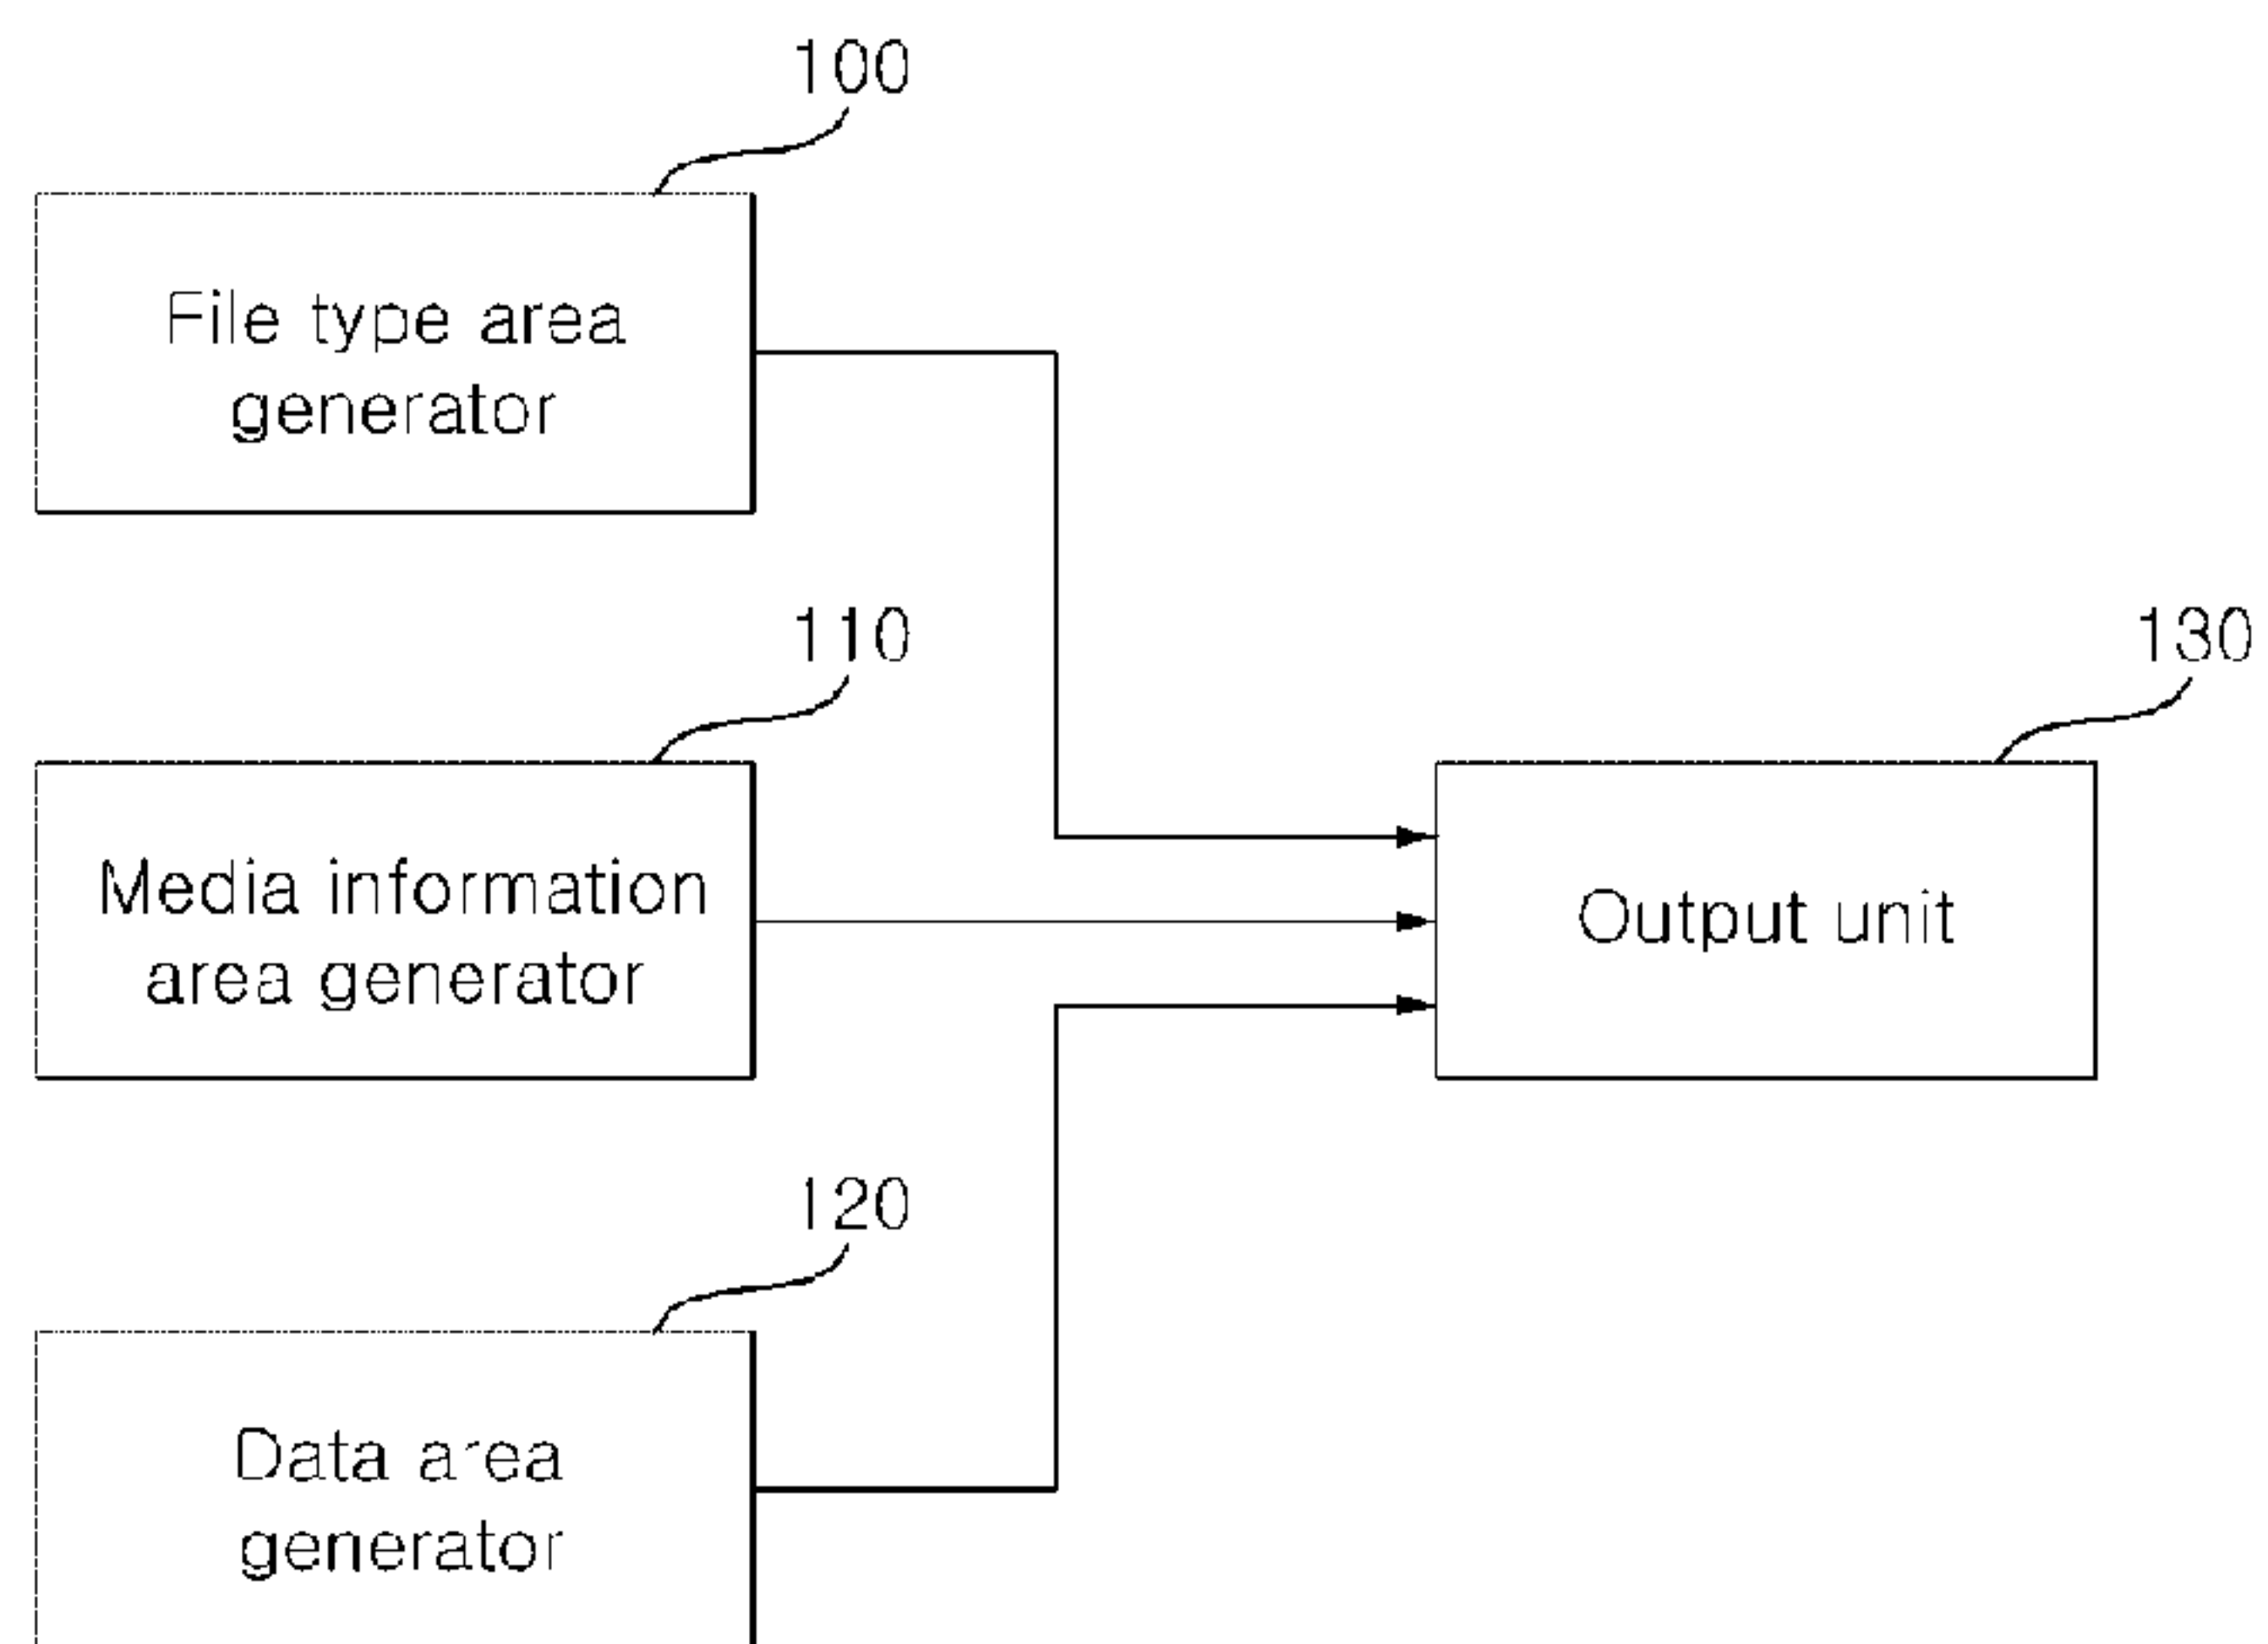 100
File type area
generator
110
Media information
area generator
130
Output unit
120
Data area
generator